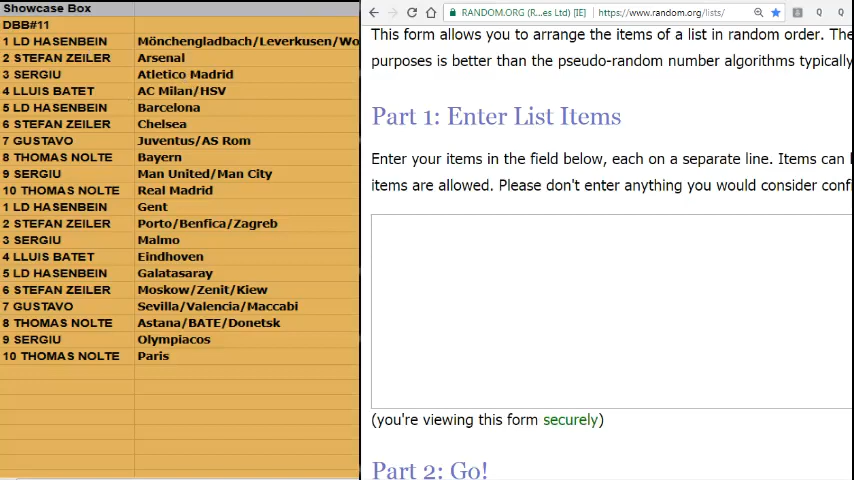 Showcase Box
DBB#11
1 LD HASENBEIN Mönchengladbach/Leverkusen/Wo
2 STEFAN ZEILER Arsenal
3 SERGIU Atletico Madrid
4 LLUIS BATET AC Milan/HSV
5 LD HASENBEIN Barcelona
6 STEFAN ZEILER Chelsea
7 GUSTAVO Juventus/AS Rom
8 THOMAS NOLTE Bayern
9 SERGIU Man United/Man City
10 THOMAS NOLTE Real Madrid
1 LD HASENBEIN Gent
2 STEFAN ZEILER Porto/Benfica/Zagreb
3 SERGIU Malmo
4 LLUIS BATET Eindhoven
5 LD HASENBEIN Galatasaray
6 STEFAN ZEILER Moskow/Zenit/Kiew
7 GUSTAVO Sevilla/Valencia/Maccabi
8 THOMAS NOLTE Astana/BATE/Donetsk
9 SERGIU Olympiacos
10 THOMAS NOLTE Paris
RANDOM.ORG (R...es Ltd) [IE] https://www.random.org/lists/
This form allows you to arrange the items of a list in random order. The
purposes is better than the pseudo-random number algorithms typically
Part 1: Enter List Items
Enter your items in the field below, each on a separate line. Items can
items are allowed. Please don't enter anything you would consider confi
(you're viewing this form securely)
Part 2: Go!